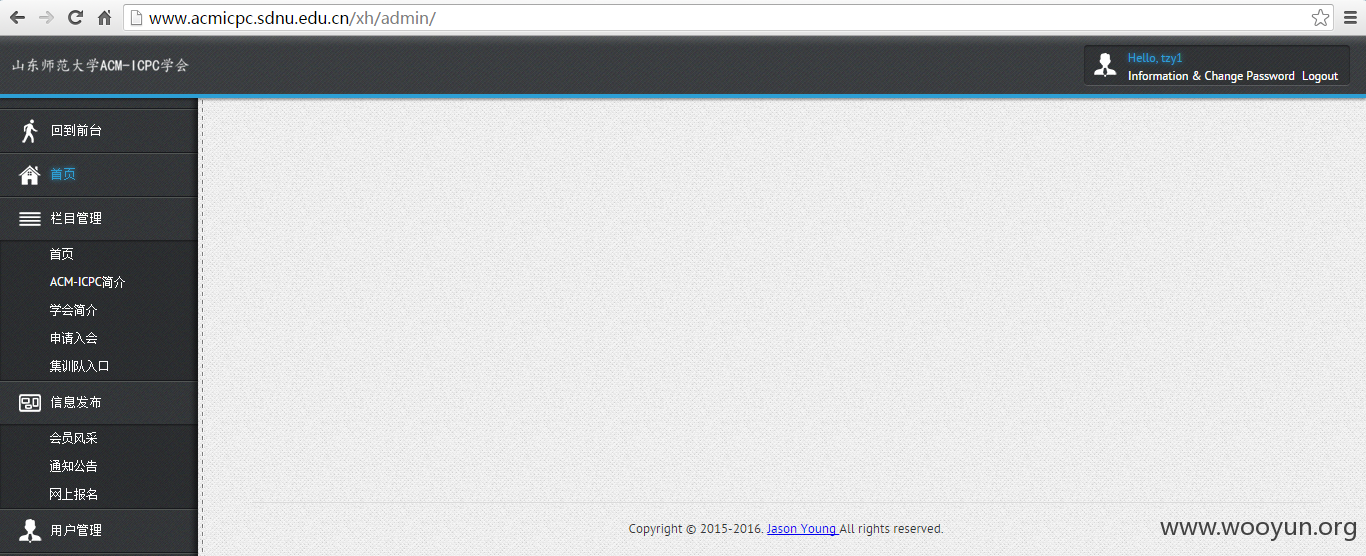 www.acmicpc.sdnu.edu.cn/xh/admin/
山东师范大学ACM-ICPC学会
Hello, tzy1
Information & Change Password Logout
回到前台
首页
栏目管理
首页
ACM-ICPC简介
学会简介
申请入会
集训队入口
信息发布
会员风采
通知公告
网上报名
用户管理
Copyright © 2015-2016. Jason Young All rights reserved.
www.wooyun.org